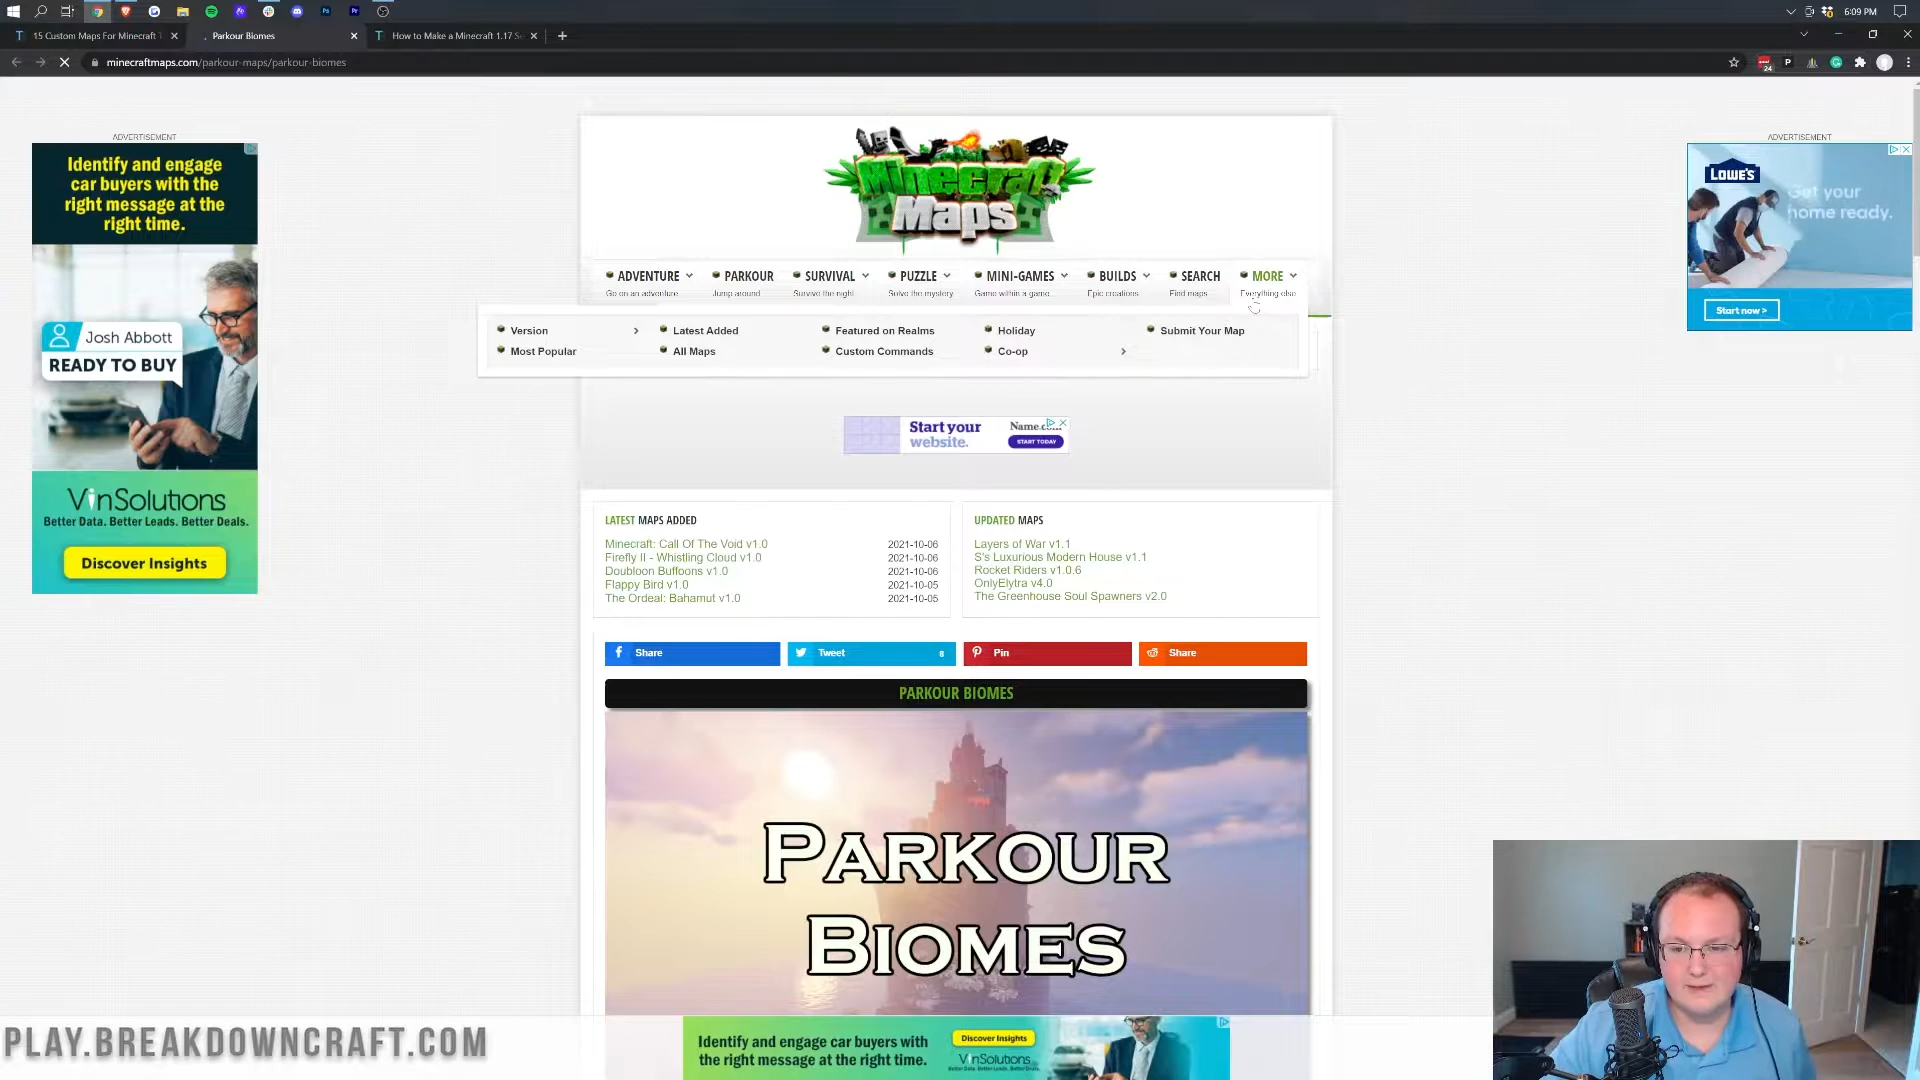 6:09 PM
15 Custom Maps For Minecraft
Parkour Biomes
How to Make a Minecraft 1.17 Se
minecraftmaps.com/parkour-maps/parkour-biomes
24
ADVERTISEMENT
Identify and engage
car buyers with the
right message at the
right time.
Josh Abbott
READY TO BUY
VinSolutions
Better Data. Better Leads. Better Deals.
Discover Insights
ADVERTISEMENT
LOWE'S
Get your
home ready.
Start now >
Minecraft
Maps
ADVENTURE PARKOUR SURVIVAL PUZZLE MINI-GAMES BUILDS SEARCH MORE
Go on an adventure Jump around Survive the night Solve the mystery Game within a game... Epic creations Find maps Everything else
Version Latest Added Featured on Realms Holiday Submit Your Map
Most Popular All Maps Custom Commands Co-op
Start your
website.
START TODAY
LATEST MAPS ADDED
Minecraft: Call Of The Void v1.0 2021-10-06
Firefly II - Whistling Cloud v1.0 2021-10-06
Doubloon Buffoons v1.0 2021-10-06
Flappy Bird v1.0 2021-10-05
The Ordeal: Bahamut v1.0 2021-10-05
UPDATED MAPS
Layers of War v1.1
S's Luxurious Modern House v1.1
Rocket Riders v1.0.6
OnlyElytra v4.0
The Greenhouse Soul Spawners v2.0
Share Tweet 8 Pin Share
PARKOUR BIOMES
PARKOUR
BIOMES
PLAY.BREAKDOWNCRAFT.COM
Identify and engage car buyers with
the right message at the right time.
Discover Insights
VinSolutions
Better Data. Better Leads. Better Deals.